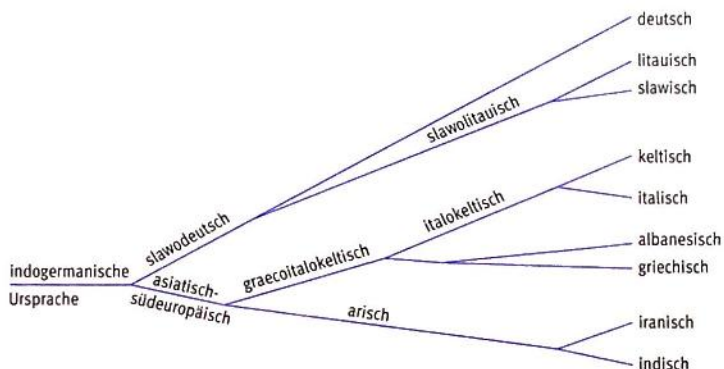 deutsch
litauisch
slawisch
slawolitauisch
keltisch
slawodeutsch
italokeltisch
italisch
albanesisch
graecoitalokeltisch
griechisch
indogermanische
Ursprache
asiatisch-
südeuropäisch
arisch
iranisch
indisch